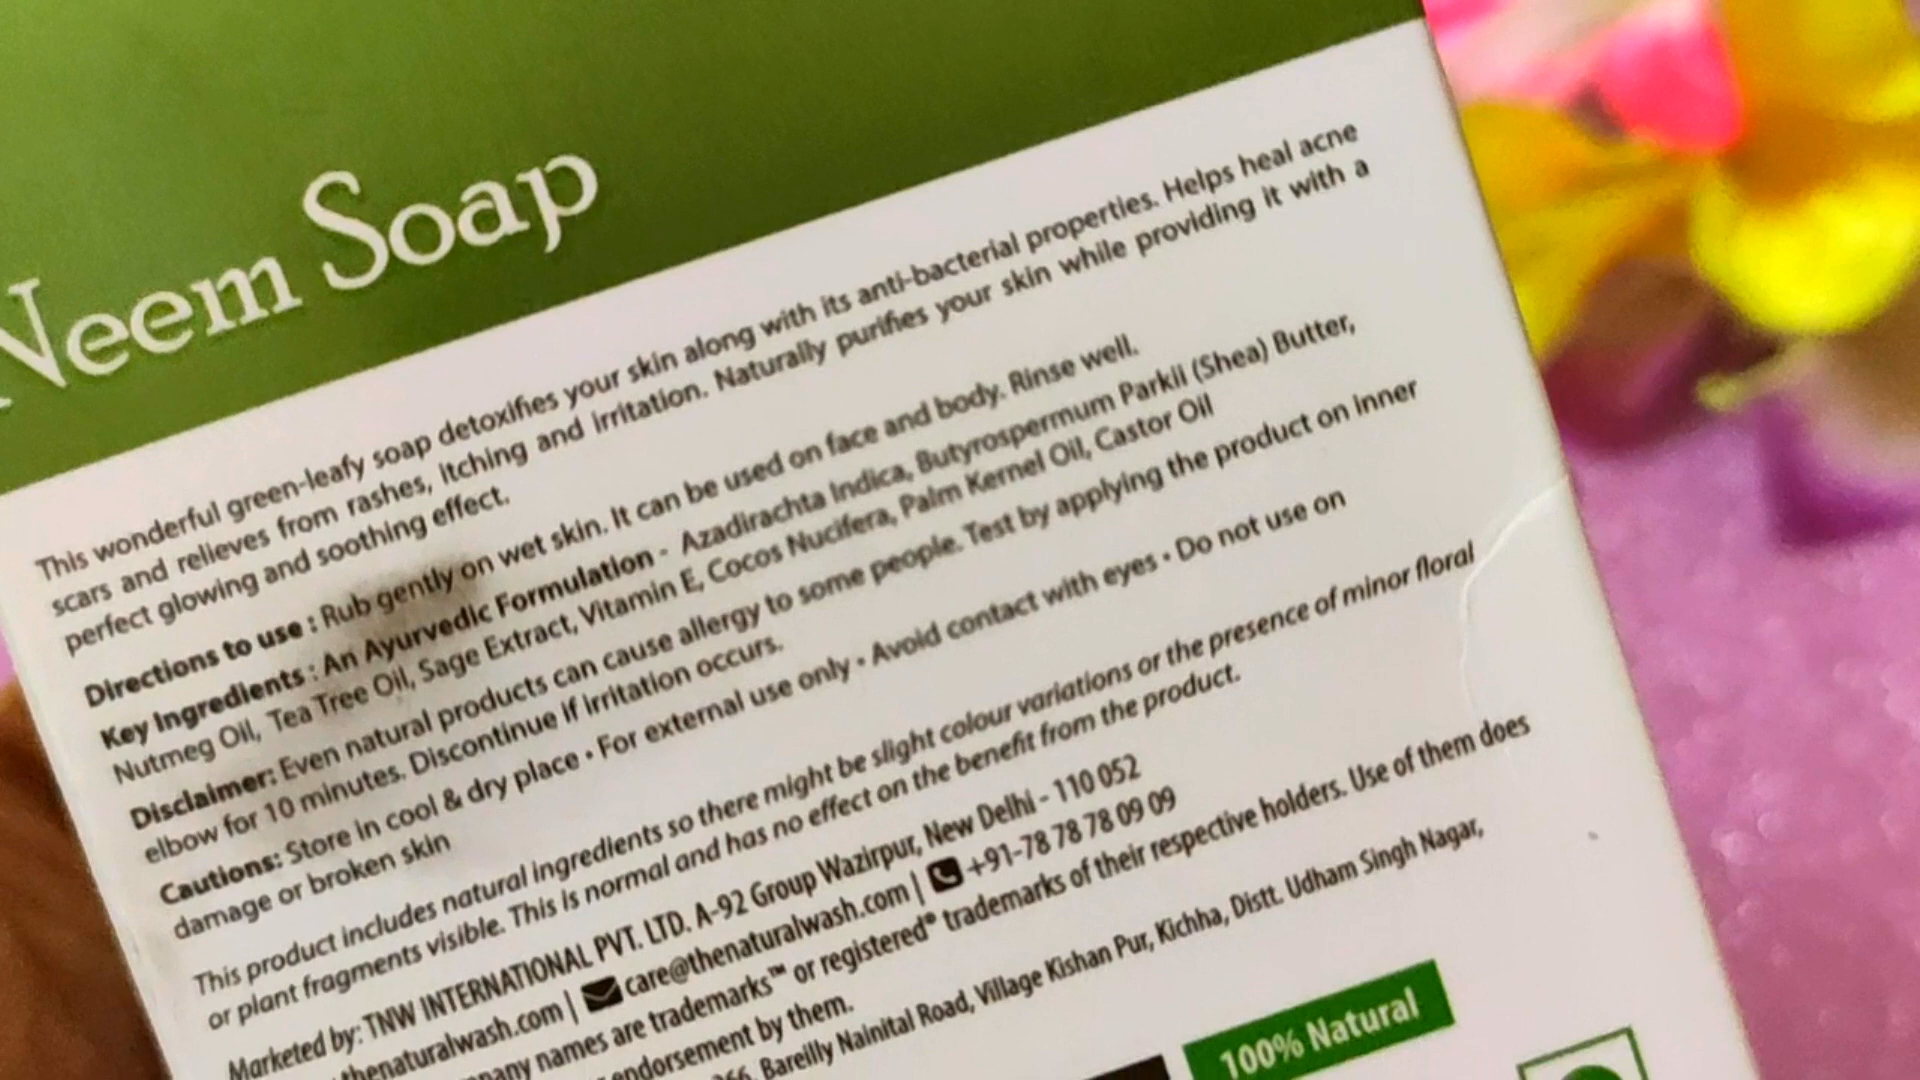 Neem Soap
This wonderful green-leafy soap detoxifies your skin along with its anti-bacterial properties. Helps heal acne
scars and relieves from rashes, itching and irritation. Naturally purifies your skin while providing it with a
perfect glowing and soothing effect.
Directions to use : Rub gently on wet skin. It can be used on face and body. Rinse well.
Key Ingredients : An Ayurvedic Formulation - Azadirachta Indica, Butyrospermum Parkii (Shea) Butter,
Nutmeg Oil, Tea Tree Oil, Sage Extract, Vitamin E, Cocos Nucifera, Palm Kernel Oil, Castor Oil
Disclaimer: Even natural products can cause allergy to some people. Test by applying the product on inner
elbow for 10 minutes. Discontinue if irritation occurs.
Cautions: Store in cool & dry place • For external use only • Avoid contact with eyes • Do not use on
damage or broken skin
This product includes natural ingredients so there might be slight colour variations or the presence of minor floral
or plant fragments visible. This is normal and has no effect on the benefit from the product.
Marketed by: TNW INTERNATIONAL PVT. LTD. A-92 Group Wazirpur, New Delhi - 110 052
thenaturalwash.com | care@thenaturalwash.com | +91-78 78 78 09 09
names are trademarks™ or registered® trademarks of their respective holders. Use of them does
endorsement by them.
Bareilly Nainital Road, Village Kishan Pur, Kichha, Distt. Udham Singh Nagar,
100% Natural